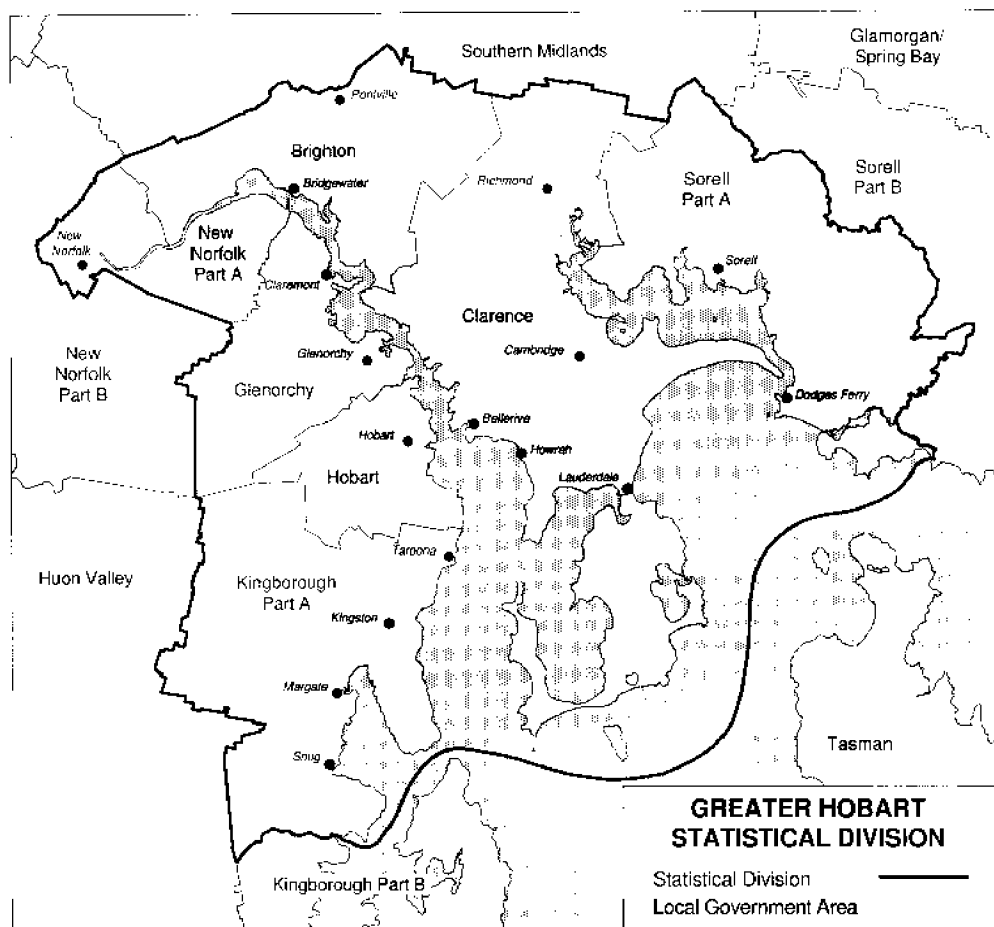 Southern Midlands
Glamorgan/
Spring Bay
Pontville
Brighton
Bridgewater
Richmond
Sorell
Part A
Sorell
Part B
New
Norfolk
New
Norfolk
Part A
Claremont
Sorell
Clarence
New
Norfolk
Part B
Glenorchy
Cambridge
Glenorchy
Dodges Ferry
Bellerive
Hobart
Howrah
Hobart
Lauderdale
Taroona
Huon Valley
Kingborough
Part A
Kingston
Margate
Snug
Tasman
GREATER HOBART
STATISTICAL DIVISION
Statistical Division
Local Government Area
Kingborough Part B